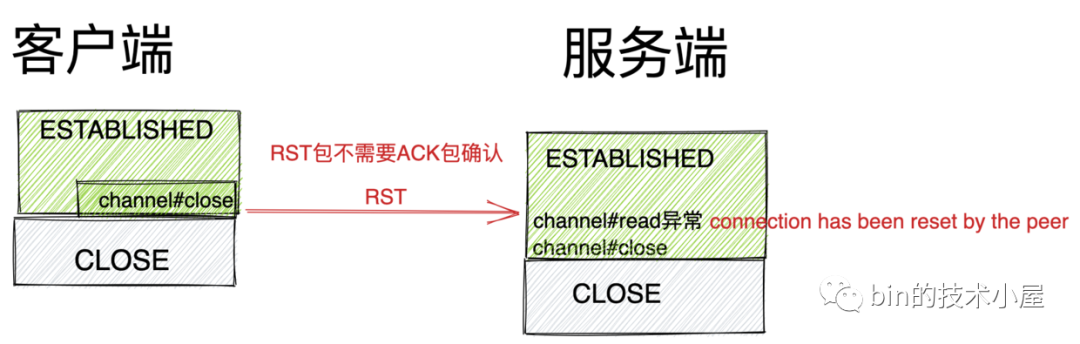 客户端
服务端
ESTABLISHED
channel#close
CLOSE
RST包不需要ACK包确认
RST
ESTABLISHED
channel#read异常 connection has been reset by the peer
channel#close
CLOSE
bin的技术小屋